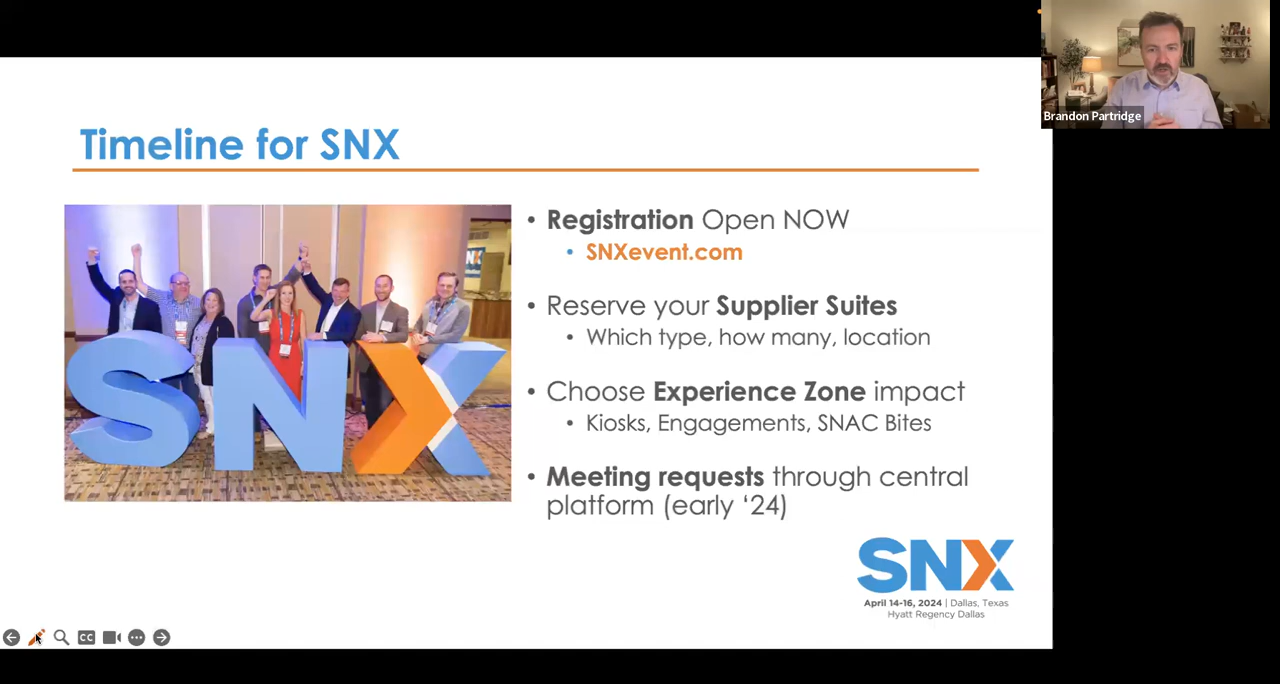 Brandon Partridge
Timeline for SNX
SNX
• Registration Open NOW
• SNXevent.com
• Reserve your Supplier Suites
• Which type, how many, location
• Choose Experience Zone impact
• Kiosks, Engagements, SNAC Bites
• Meeting requests through central
platform (early ‘24)
SNX
April 14-16, 2024 | Dallas, Texas
Hyatt Regency Dallas
CC